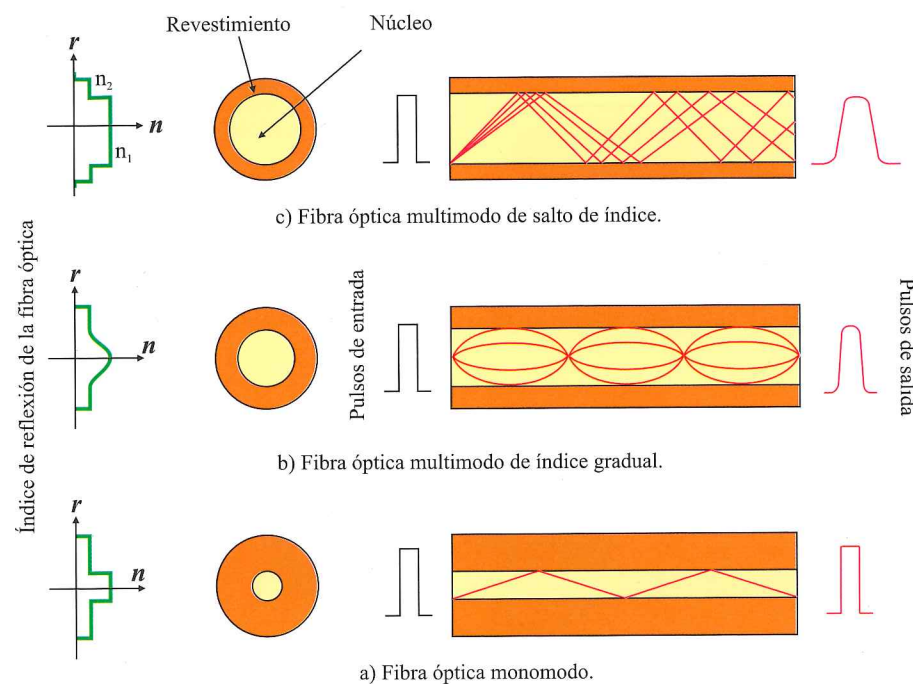 Revestimiento
Núcleo
r
n₂
n
n₁
c) Fibra óptica multimodo de salto de índice.
Índice de reflexión de la fibra óptica
r
n
Pulsos de entrada
Pulsos de salida
b) Fibra óptica multimodo de índice gradual.
r
n
a) Fibra óptica monomodo.